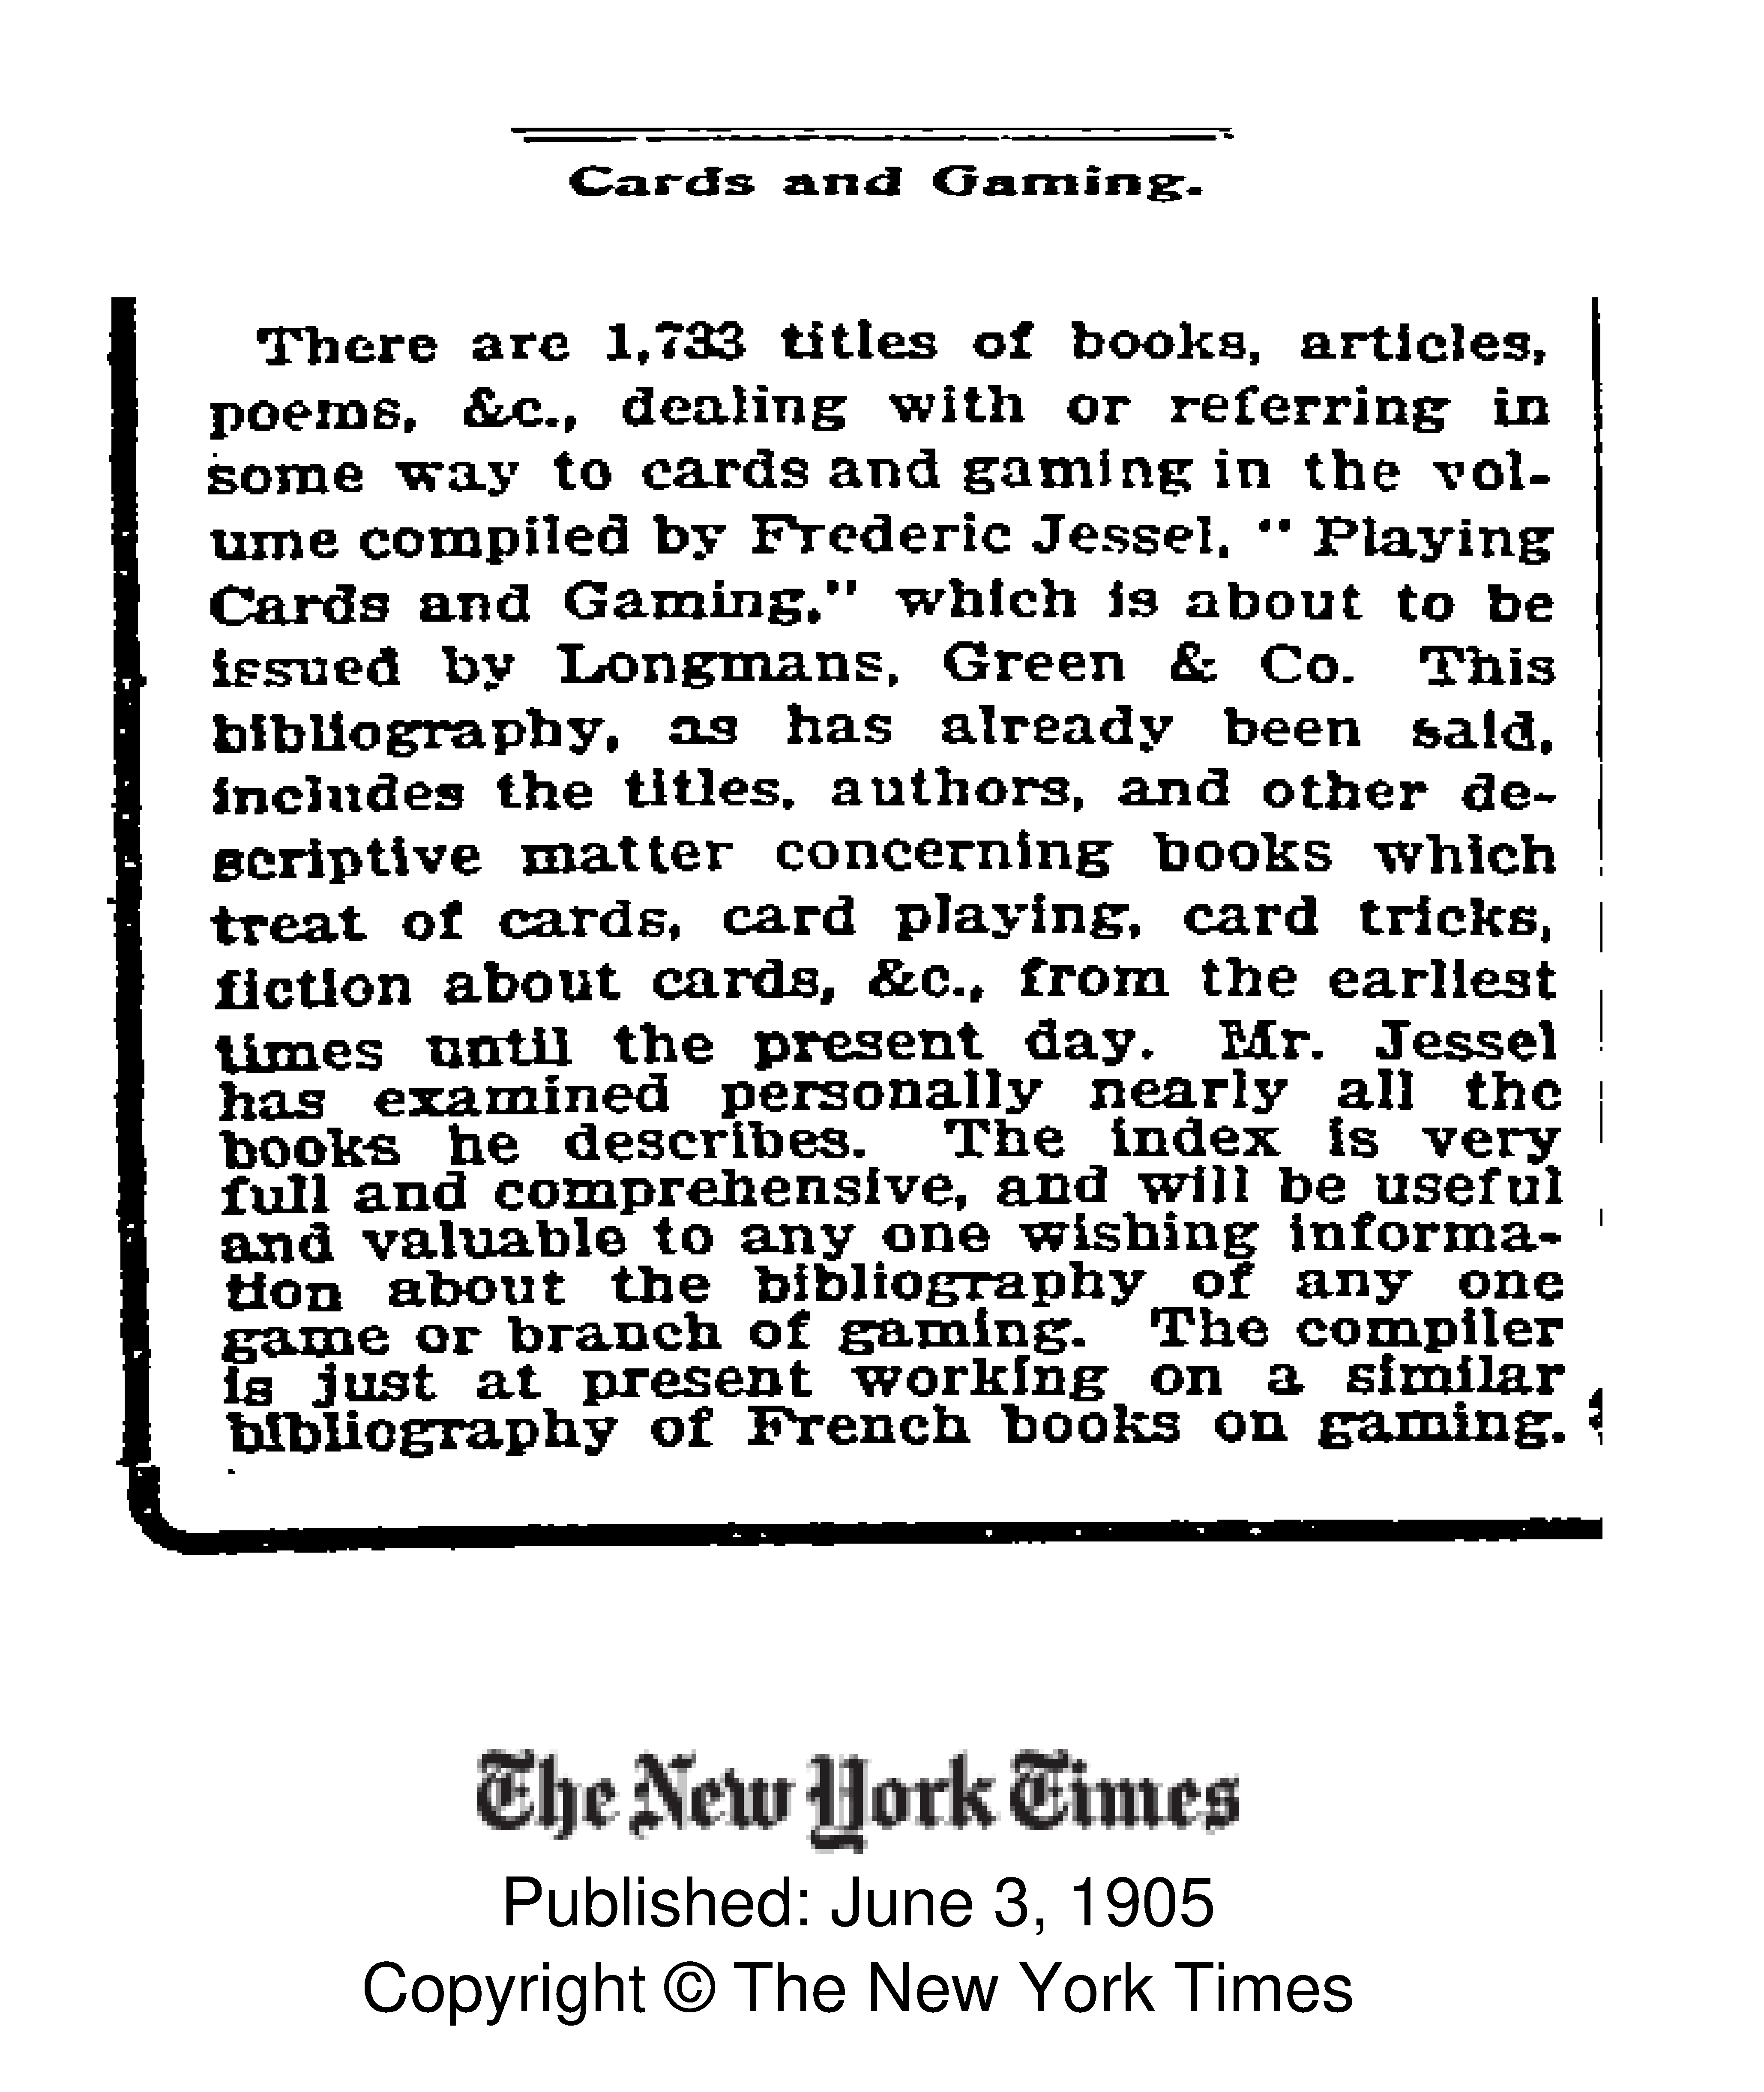 Cards and Gaming.
There are 1,733 titles of books, articles,
poems, &c., dealing with or referring in
some way to cards and gaming in the vol-
ume compiled by Frederic Jessel, " Playing
Cards and Gaming," which is about to be
issued by Longmans, Green & Co. This
bibliography, as has already been said,
includes the titles, authors, and other de-
scriptive matter concerning books which
treat of cards, card playing, card tricks,
fiction about cards, &c., from the earliest
times until the present day. Mr. Jessel
has examined personally nearly all the
books he describes. The index is very
full and comprehensive, and will be useful
and valuable to any one wishing informa-
tion about the bibliography of any one
game or branch of gaming. The compiler
is just at present working on a similar
bibliography of French books on gaming.
The New York Times
Published: June 3, 1905
Copyright © The New York Times